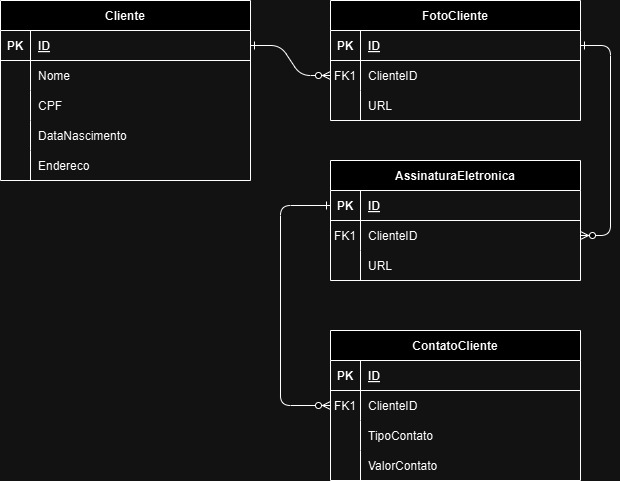 Cliente
PK ID
Nome
CPF
DataNascimento
Endereco
FotoCliente
PK ID
FK1 ClienteID
URL
AssinaturaEletronica
PK ID
FK1 ClienteID
URL
ContatoCliente
PK ID
FK1 ClienteID
TipoContato
ValorContato